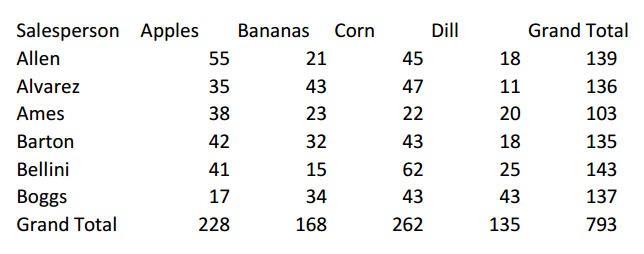 Salesperson Apples Bananas Corn Dill Grand Total
Allen 55 21 45 18 139
Alvarez 35 43 47 11 136
Ames 38 23 22 20 103
Barton 42 32 43 18 135
Bellini 41 15 62 25 143
Boggs 17 34 43 43 137
Grand Total 228 168 262 135 793